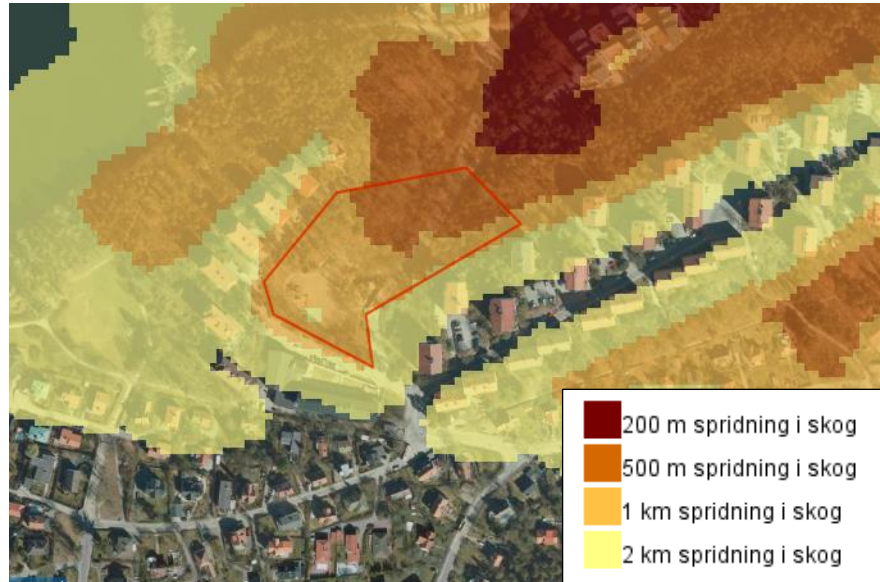 200 m spridning i skog
500 m spridning i skog
1 km spridning i skog
2 km spridning i skog